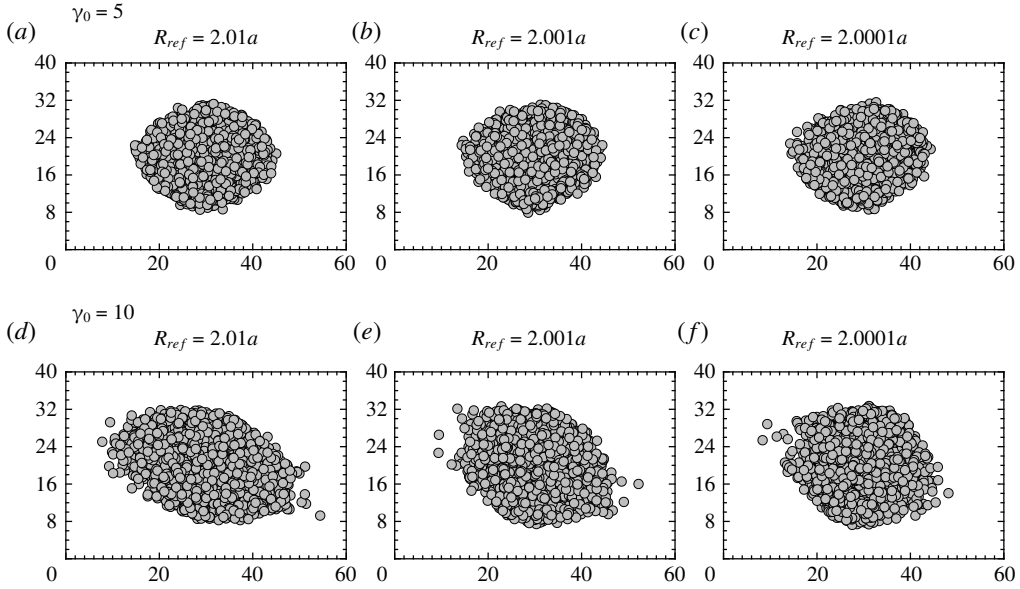 γ0 = 5
(a) (b) (c)
Rref = 2.01a Rref = 2.001a Rref = 2.0001a
40 40 40
32 32 32
24 24 24
16 16 16
8 8 8
0 20 40 60 0 20 40 60 0 20 40 60
γ0 = 10
(d) (e) (f)
Rref = 2.01a Rref = 2.001a Rref = 2.0001a
40 40 40
32 32 32
24 24 24
16 16 16
8 8 8
0 20 40 60 0 20 40 60 0 20 40 60